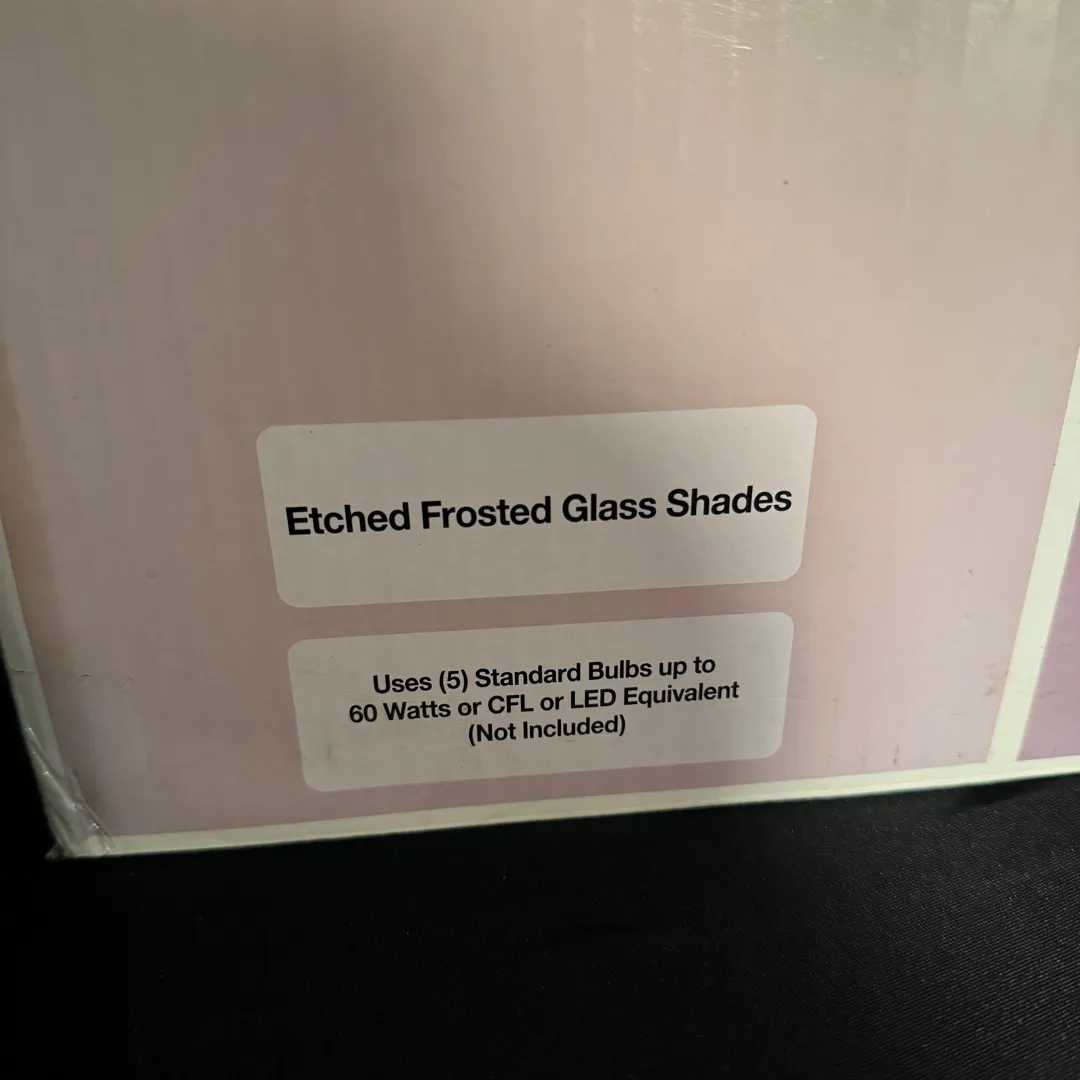 Etched Frosted Glass Shades
Uses (5) Standard Bulbs up to
60 Watts or CFL or LED Equivalent
(Not Included)